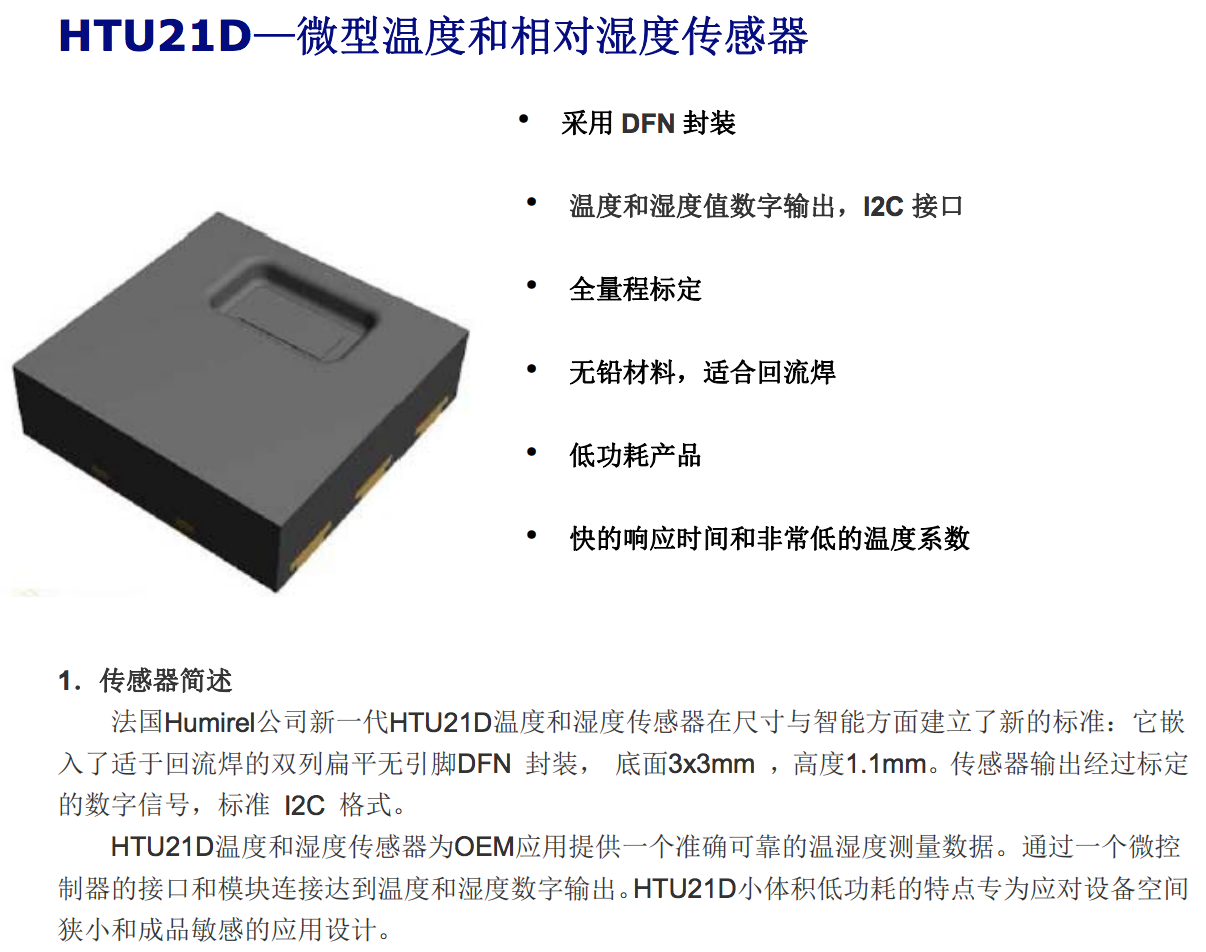 HTU21D—微型温度和相对湿度传感器
• 采用 DFN 封装
• 温度和湿度值数字输出，I2C 接口
• 全量程标定
• 无铅材料，适合回流焊
• 低功耗产品
• 快的响应时间和非常低的温度系数
1．传感器简述
法国Humirel公司新一代HTU21D温度和湿度传感器在尺寸与智能方面建立了新的标准：它嵌
入了适于回流焊的双列扁平无引脚DFN 封装， 底面3x3mm ，高度1.1mm。传感器输出经过标定
的数字信号，标准 I2C 格式。
HTU21D温度和湿度传感器为OEM应用提供一个准确可靠的温湿度测量数据。通过一个微控
制器的接口和模块连接达到温度和湿度数字输出。HTU21D小体积低功耗的特点专为应对设备空间
狭小和成品敏感的应用设计。